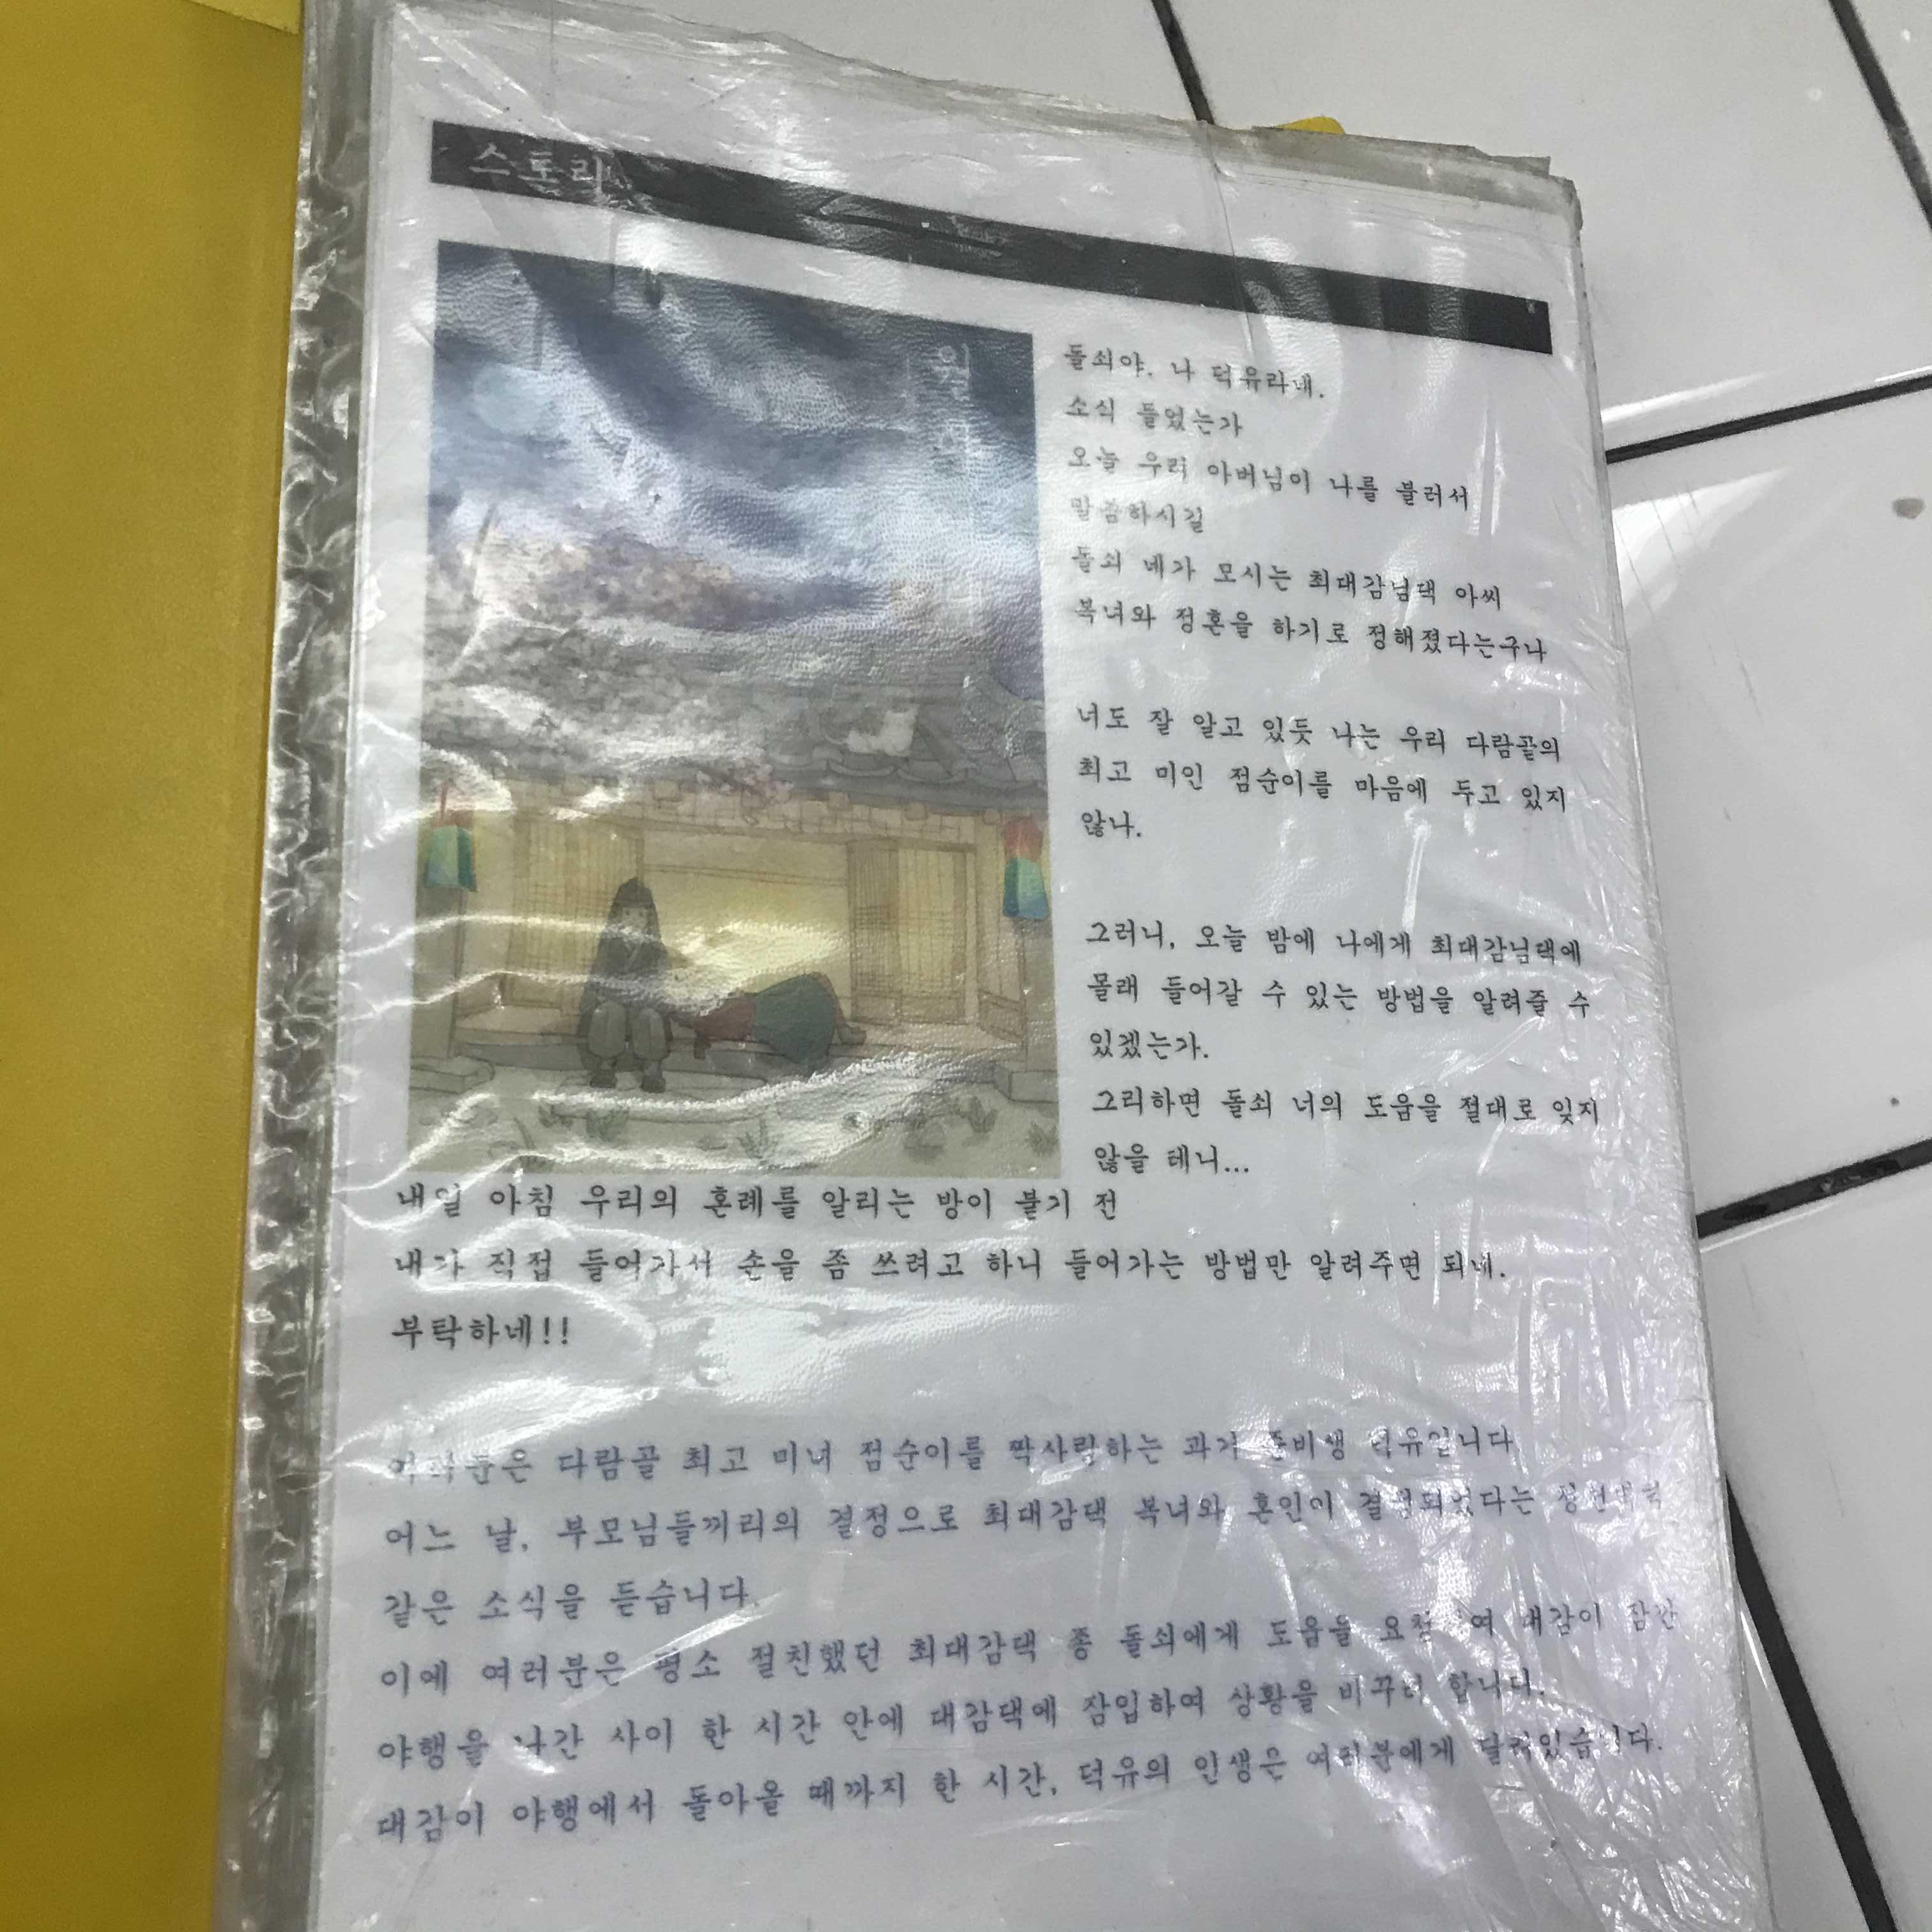 스토리
월
돌쇠야. 나 덕유라네.
소식 들었는가
오늘 우리 아버님이 나를 불러서
말씀하시길
돌쇠 네가 모시는 최대감님댁 아씨
복녀와 정혼을 하기로 정해졌다는구나
너도 잘 알고 있듯 나는 우리 다람골의
최고 미인 점순이를 마음에 두고 있지
않나.
그러니, 오늘 밤에 나에게 최대감님댁에
몰래 들어갈 수 있는 방법을 알려줄 수
있겠는가.
그리하면 돌쇠 너의 도움을 절대로 잊지
않을 테니...
내일 아침 우리의 혼례를 알리는 방이 붙기 전
내가 직접 들어가서 손을 좀 쓰려고 하니 들어가는 방법만 알려주면 되네.
부탁하네!!
여러분은 다람골 최고 미녀 점순이를 짝사랑하는 과거 준비생 덕유입니다.
어느 날, 부모님들끼리의 결정으로 최대감댁 복녀와 혼인이 결정되었다는
같은 소식을 듣습니다.
이에 여러분은 평소 절친했던 최대감댁 종 돌쇠에게 도움을 요청하여 대감이 잠깐
야행을 나간 사이 한 시간 안에 대감댁에 잠입하여 상황을 바꾸려 합니다.
대감이 야행에서 돌아올 때까지 한 시간, 덕유의 인생은 여러분에게 달려있습니다.